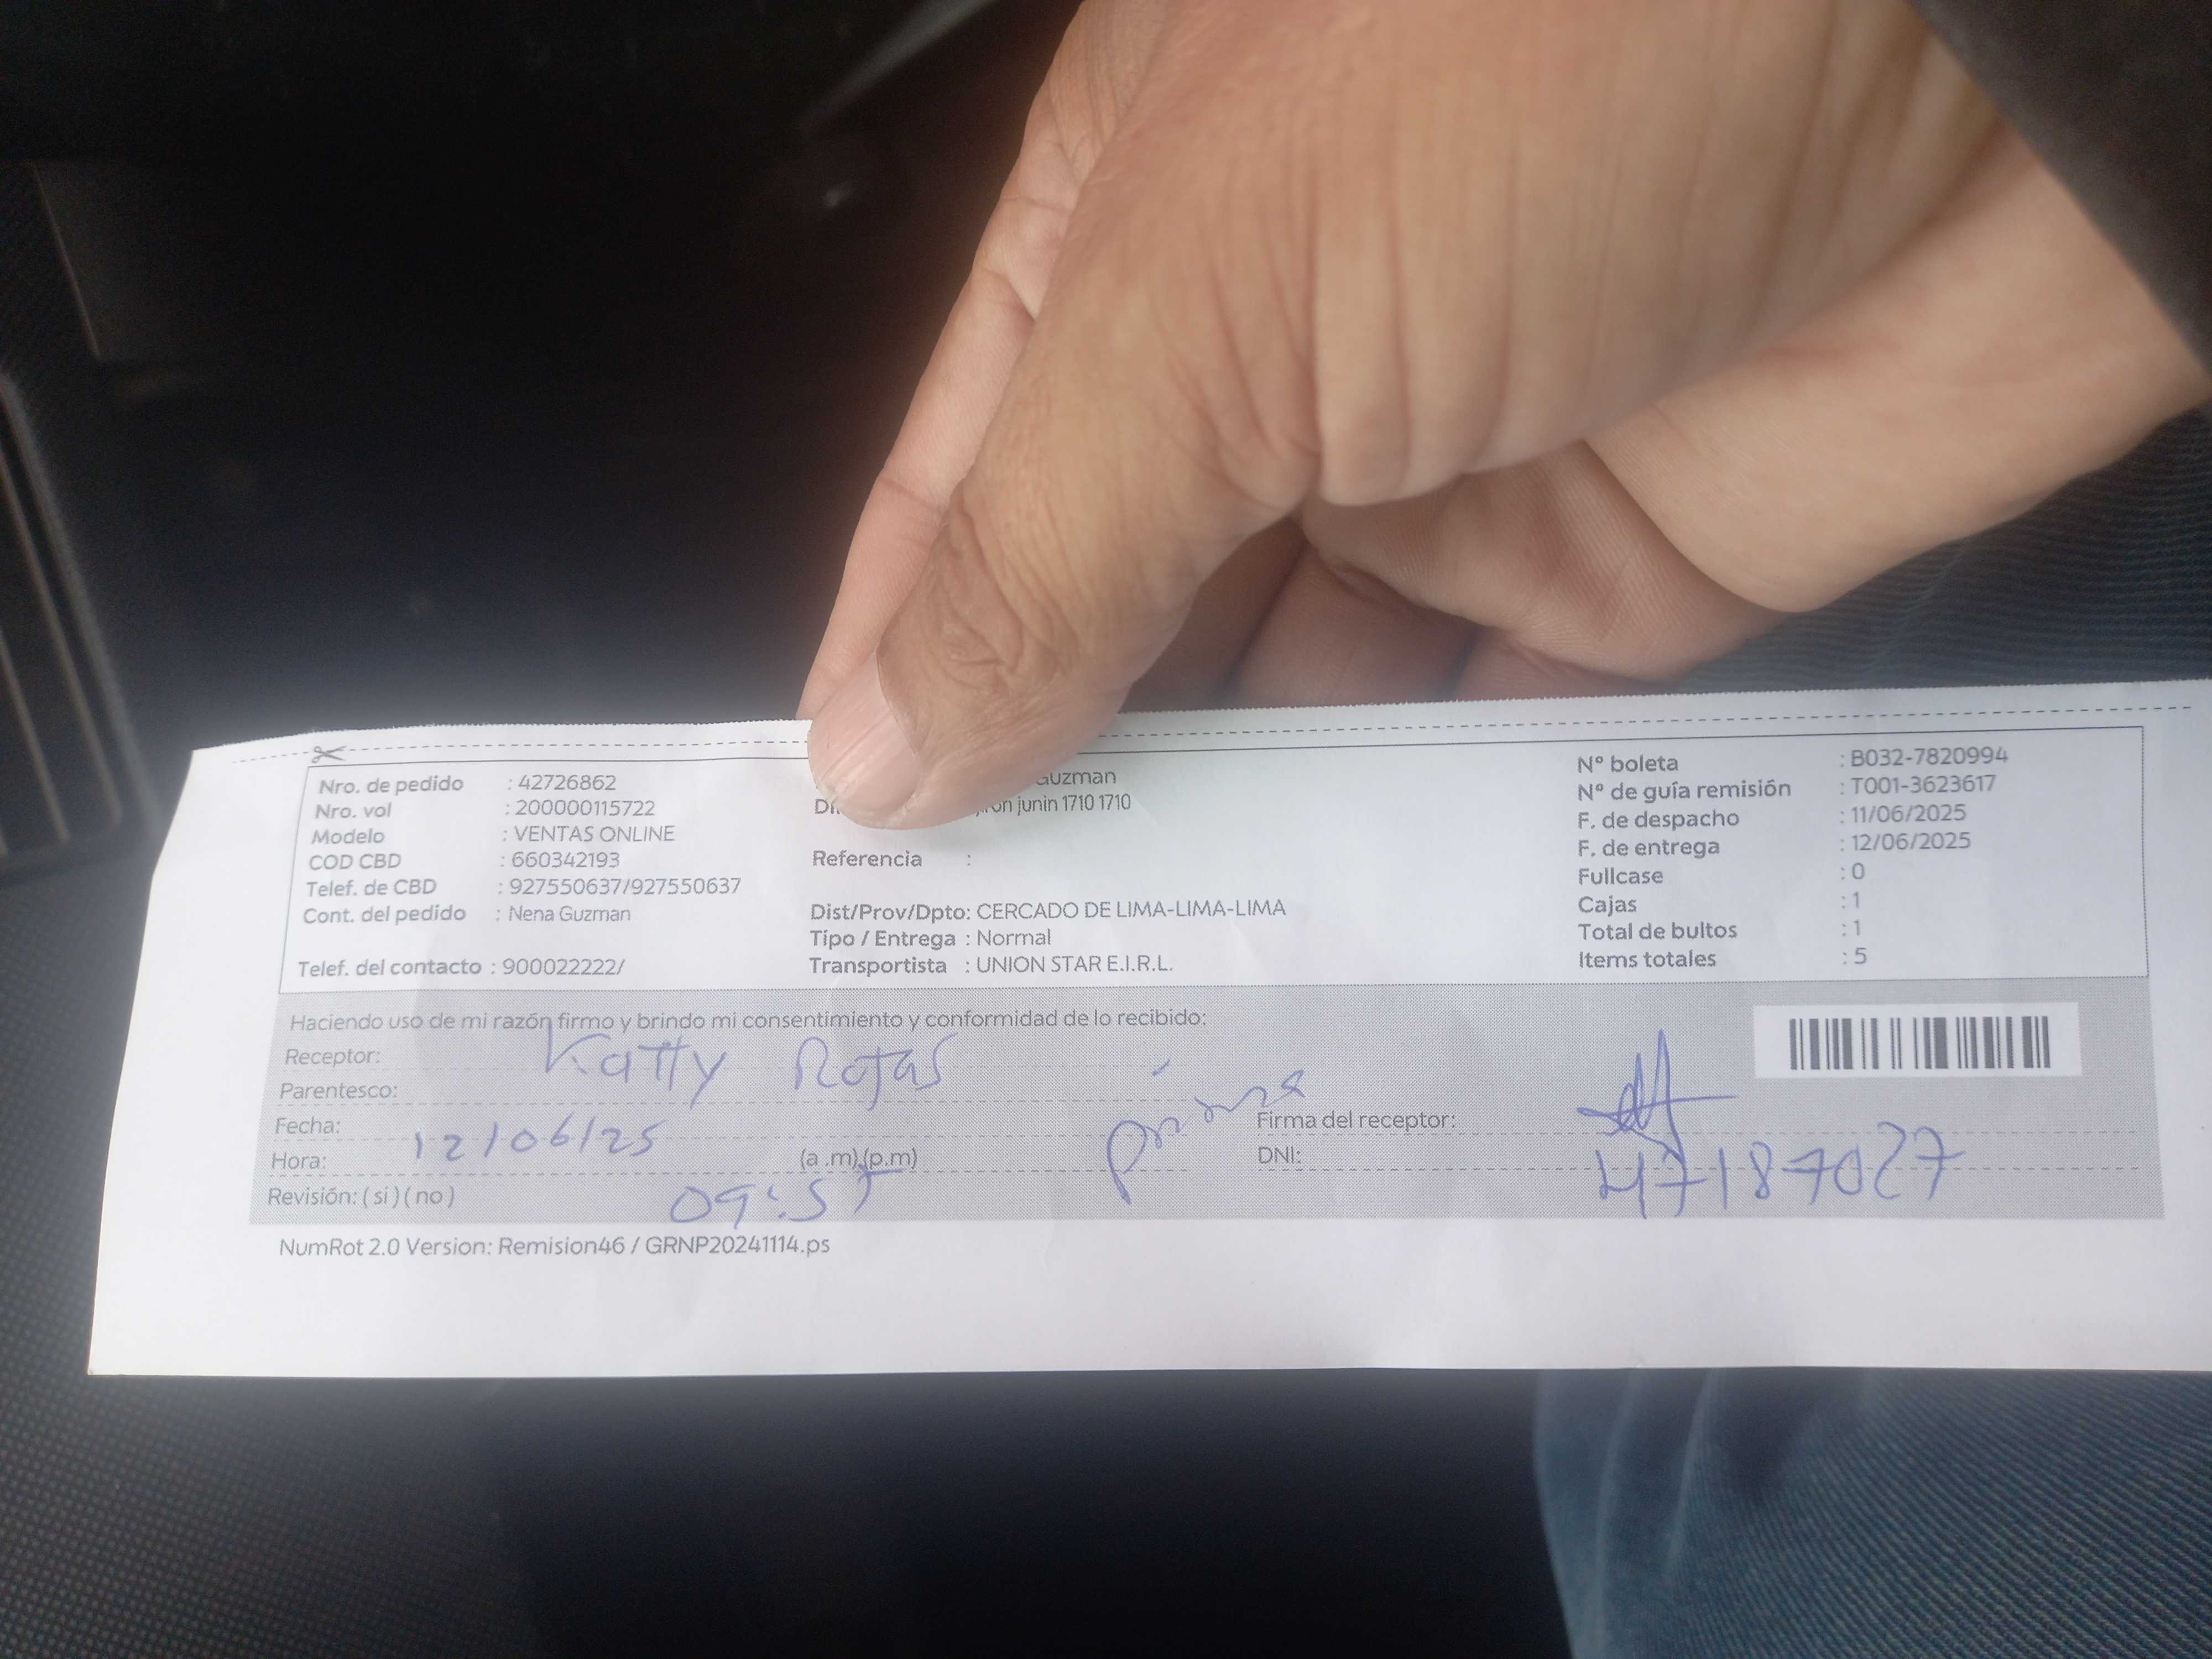 Nro. de pedido : 42726862
Nro. vol : 200000115722
Modelo : VENTAS ONLINE
COD CBD : 660342193
Telef. de CBD : 927550637/927550637
Cont. del pedido : Nena Guzman
Telef. del contacto : 900022222/
Guzman
junin 1710 1710
Referencia :
Dist/Prov/Dpto: CERCADO DE LIMA-LIMA-LIMA
Tipo / Entrega : Normal
Transportista : UNION STAR E.I.R.L.
N° boleta : B032-7820994
N° de guía remisión : T001-3623617
F. de despacho : 11/06/2025
F. de entrega : 12/06/2025
Fullcase : 0
Cajas : 1
Total de bultos : 1
Items totales : 5
Haciendo uso de mi razón firmo y brindo mi consentimiento y conformidad de lo recibido:
Receptor: Katty Rojas
Parentesco: prima
Fecha: 12/06/25
Hora: (a .m),(p.m) 09:55
Revisión: ( si ) ( no )
Firma del receptor:
DNI: 47187027
NumRot 2.0 Version: Remision46 / GRNP20241114.ps